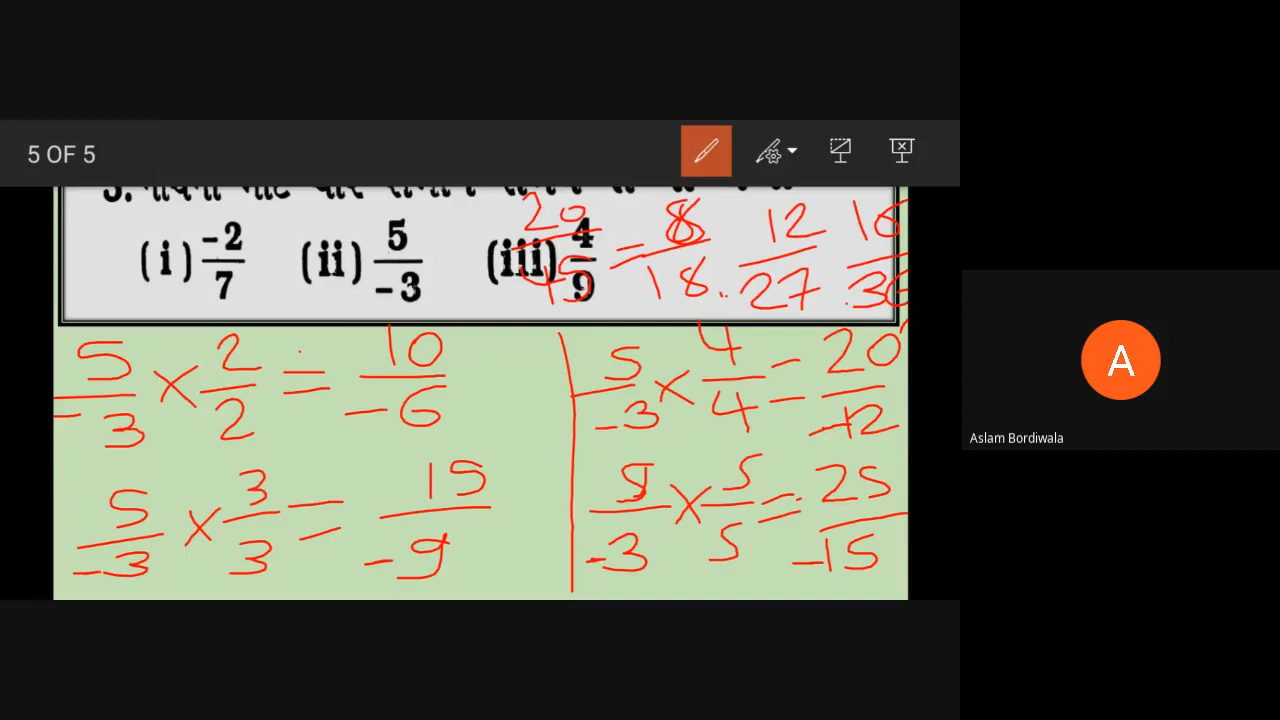 5 OF 5
3.
(i) -2/7 (ii) 5/-3 (iii) 4/9
20/45 = 8/18 .. 12/27 16/36
5/-3 × 2/2 = 10/-6
5/-3 × 3/3 = 15/-9
5/-3 × 4/4 = 20/-12
5/-3 × 5/5 = 25/-15
A
Aslam Bordiwala